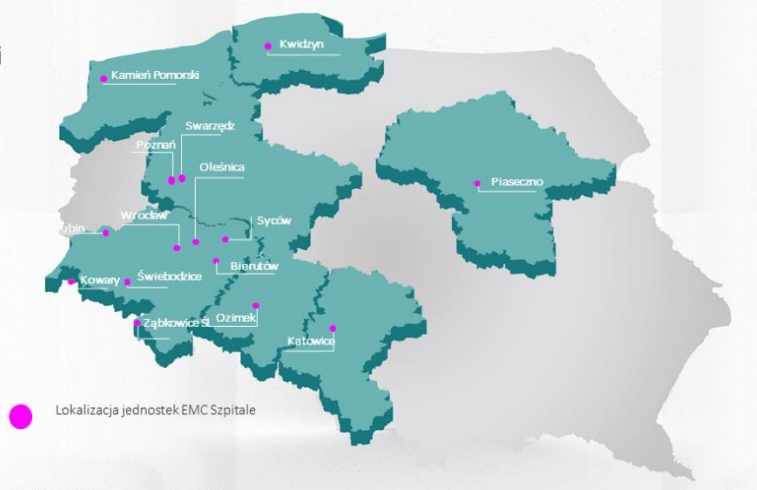 i
Kwidzyn
Kamień Pomorski
Swarzędz
Poznań
Oleśnica
Piaseczno
Wrocław
Syców
ubin
Bierutów
Świebodzice
Kowary
Ząbkowice Śl.
Ozimek
Katowice
Lokalizacja jednostek EMC Szpitale